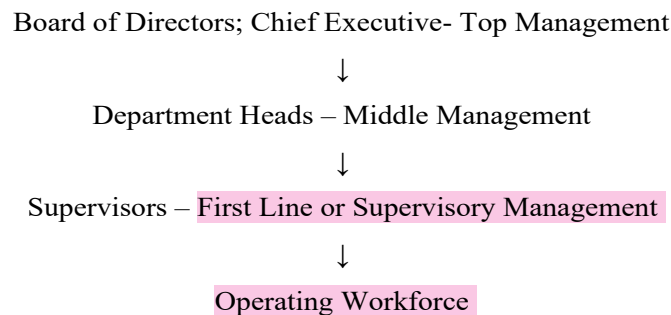 Board of Directors; Chief Executive- Top Management
↓
Department Heads – Middle Management
↓
Supervisors – First Line or Supervisory Management
↓
Operating Workforce